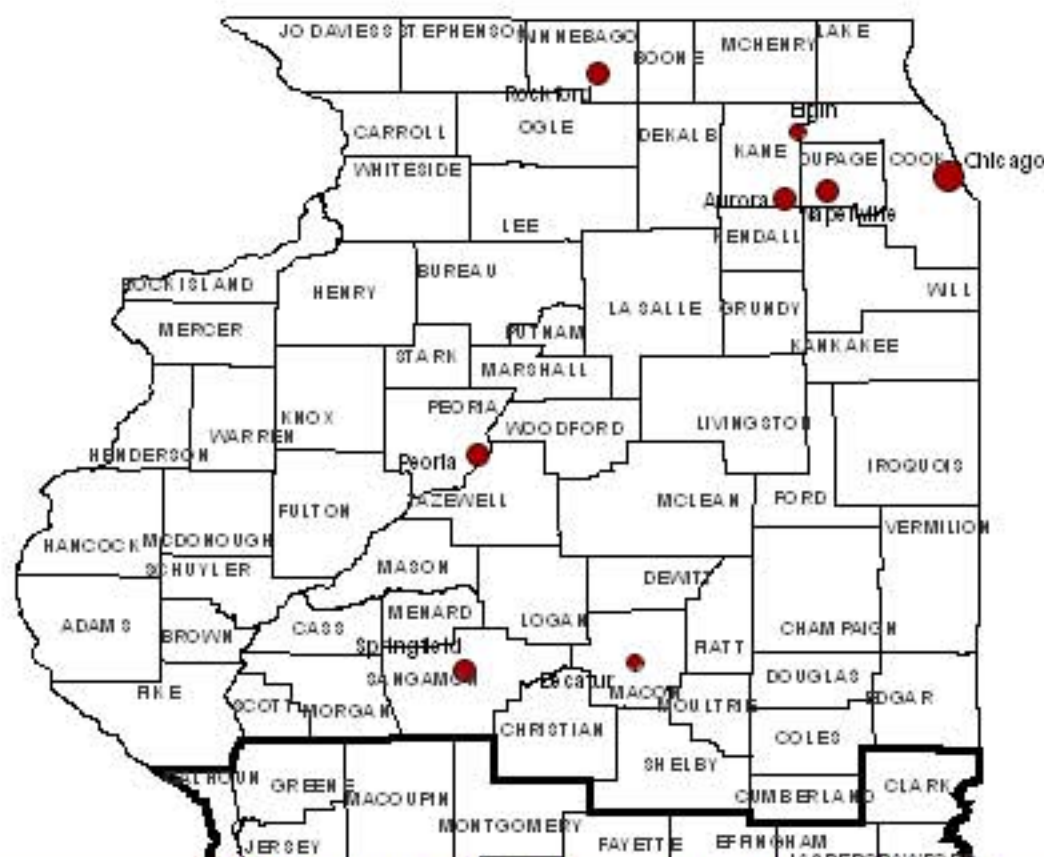 JO DAVIESS
STEPHENSON
WINNEBAGO
BOONE
MCHENRY
LAKE
Rockford
Elgin
CARROLL
OGLE
DEKALB
KANE
DUPAGE
COOK
Chicago
WHITESIDE
Aurora
Naperville
LEE
KENDALL
ROCK ISLAND
HENRY
BUREAU
LA SALLE
GRUNDY
WILL
MERCER
PUTNAM
KANKAKEE
STARK
MARSHALL
PEORIA
KNOX
WARREN
WOODFORD
LIVINGSTON
HENDERSON
Peoria
IROQUOIS
FULTON
TAZEWELL
MCLEAN
FORD
VERMILION
HANCOCK
MCDONOUGH
SCHUYLER
MASON
DEWITT
ADAMS
BROWN
CASS
MENARD
LOGAN
CHAMPAIGN
Springfield
PIATT
PIKE
SANGAMON
Decatur
MACON
DOUGLAS
EDGAR
SCOTT
MORGAN
MOULTRIE
CHRISTIAN
COLES
SHELBY
CALHOUN
GREENE
MACOUPIN
CUMBERLAND
CLARK
MONTGOMERY
JERSEY
FAYETTE
EFFINGHAM